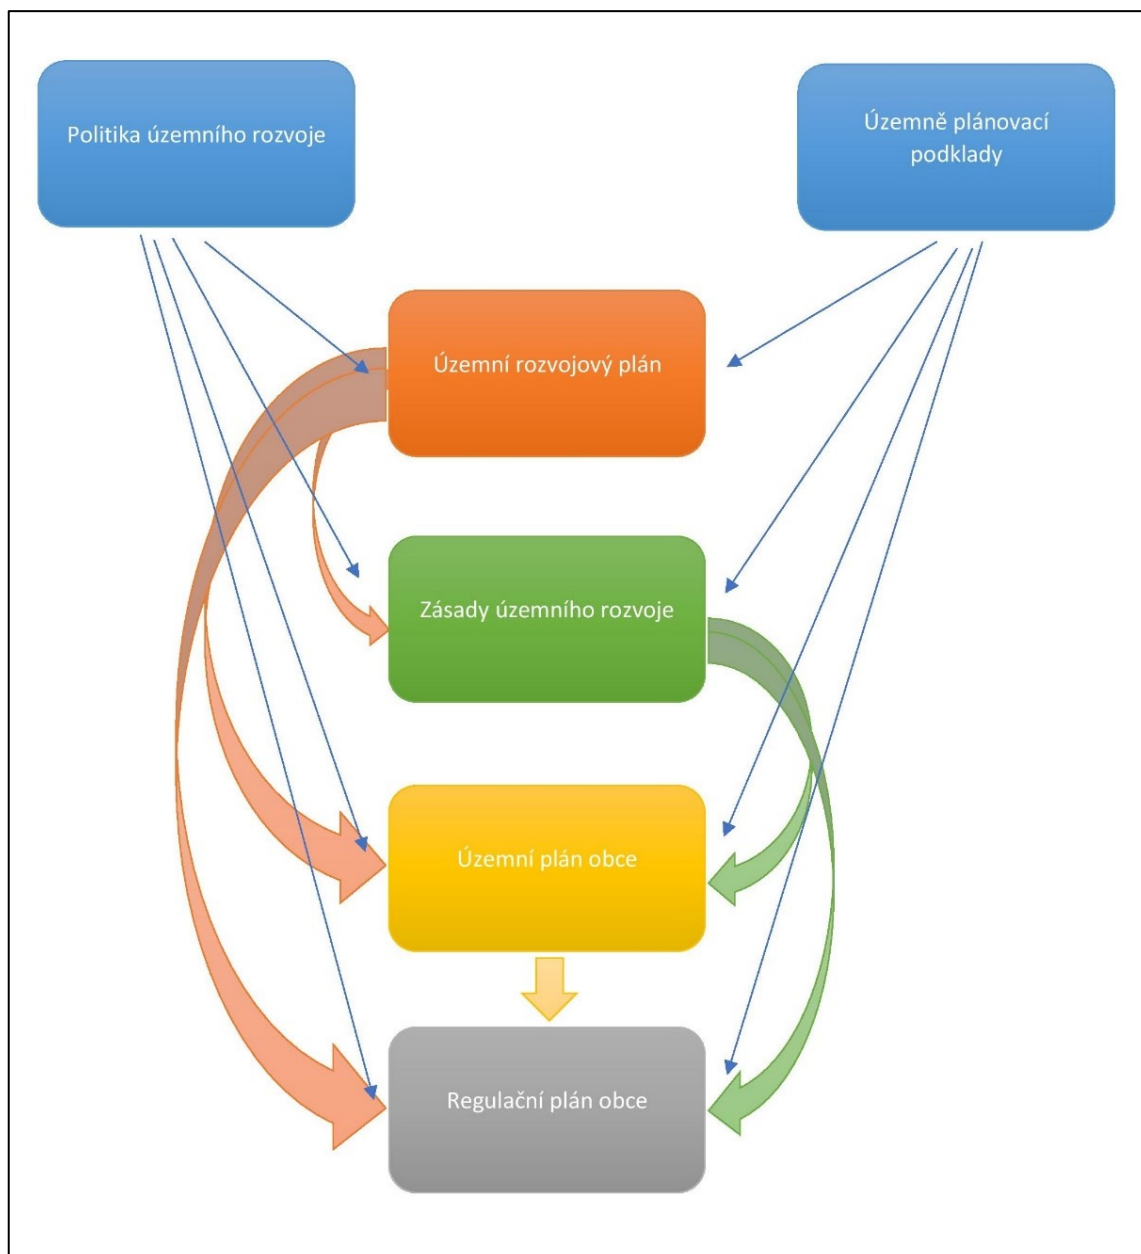 Politika územního rozvoje
Územně plánovací
podklady
Územní rozvojový plán
Zásady územního rozvoje
Územní plán obce
Regulační plán obce